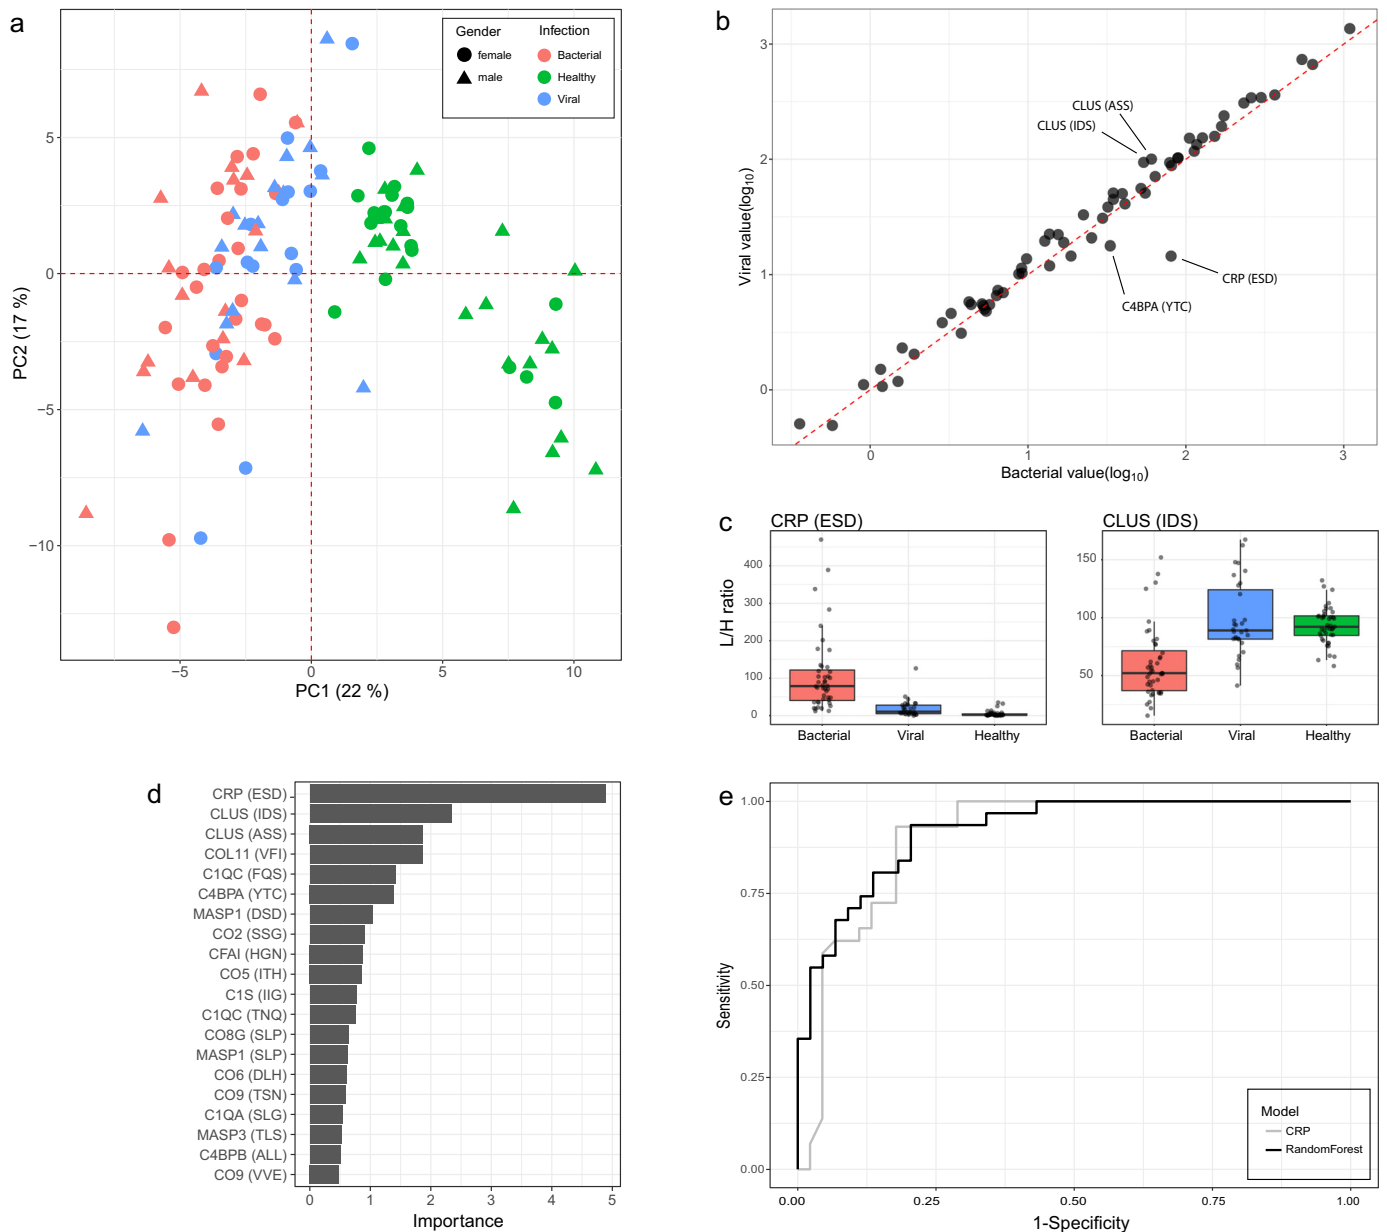 a
Gender
female
male
Infection
Bacterial
Healthy
Viral
5
0
−5
−10
−5
0
5
10
PC2 (17 %)
PC1 (22 %)
b
CLUS (ASS)
CLUS (IDS)
CRP (ESD)
C4BPA (YTC)
3
2
1
0
0
1
2
3
Viral value(log10)
Bacterial value(log10)
c
CRP (ESD)
400
300
200
100
0
L/H ratio
Bacterial
Viral
Healthy
CLUS (IDS)
150
100
50
Bacterial
Viral
Healthy
d
CRP (ESD)
CLUS (IDS)
CLUS (ASS)
COL11 (VFI)
C1QC (FQS)
C4BPA (YTC)
MASP1 (DSD)
CO2 (SSG)
CFAI (HGN)
CO5 (ITH)
C1S (IIG)
C1QC (TNQ)
CO8G (SLP)
MASP1 (SLP)
CO6 (DLH)
CO9 (TSN)
C1QA (SLG)
MASP3 (TLS)
C4BPB (ALL)
CO9 (VVE)
0
1
2
3
4
5
Importance
e
1.00
0.75
0.50
0.25
0.00
Sensitivity
Model
CRP
RandomForest
0.00
0.25
0.50
0.75
1.00
1-Specificity